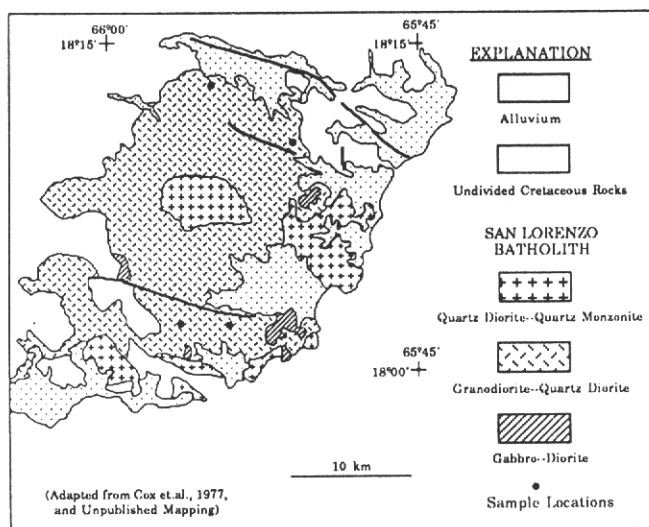 66°00'
18°15'
65°45'
18°15'
EXPLANATION
Alluvium
Undivided Cretaceous Rocks
SAN LORENZO
BATHOLITH
Quartz Diorite--Quartz Monzonite
Granodiorite--Quartz Diorite
Gabbro--Diorite
Sample Locations
65°45'
18°00'
10 km
(Adapted from Cox et.al., 1977,
and Unpublished Mapping)